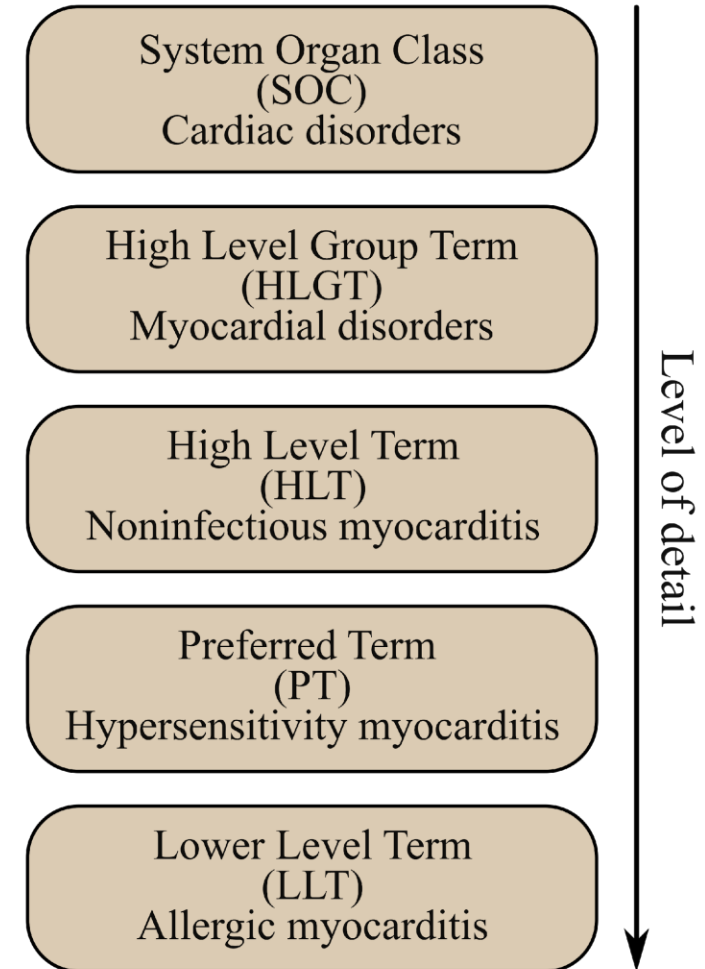 System Organ Class
(SOC)
Cardiac disorders
High Level Group Term
(HLGT)
Myocardial disorders
High Level Term
(HLT)
Noninfectious myocarditis
Preferred Term
(PT)
Hypersensitivity myocarditis
Lower Level Term
(LLT)
Allergic myocarditis
Level of detail